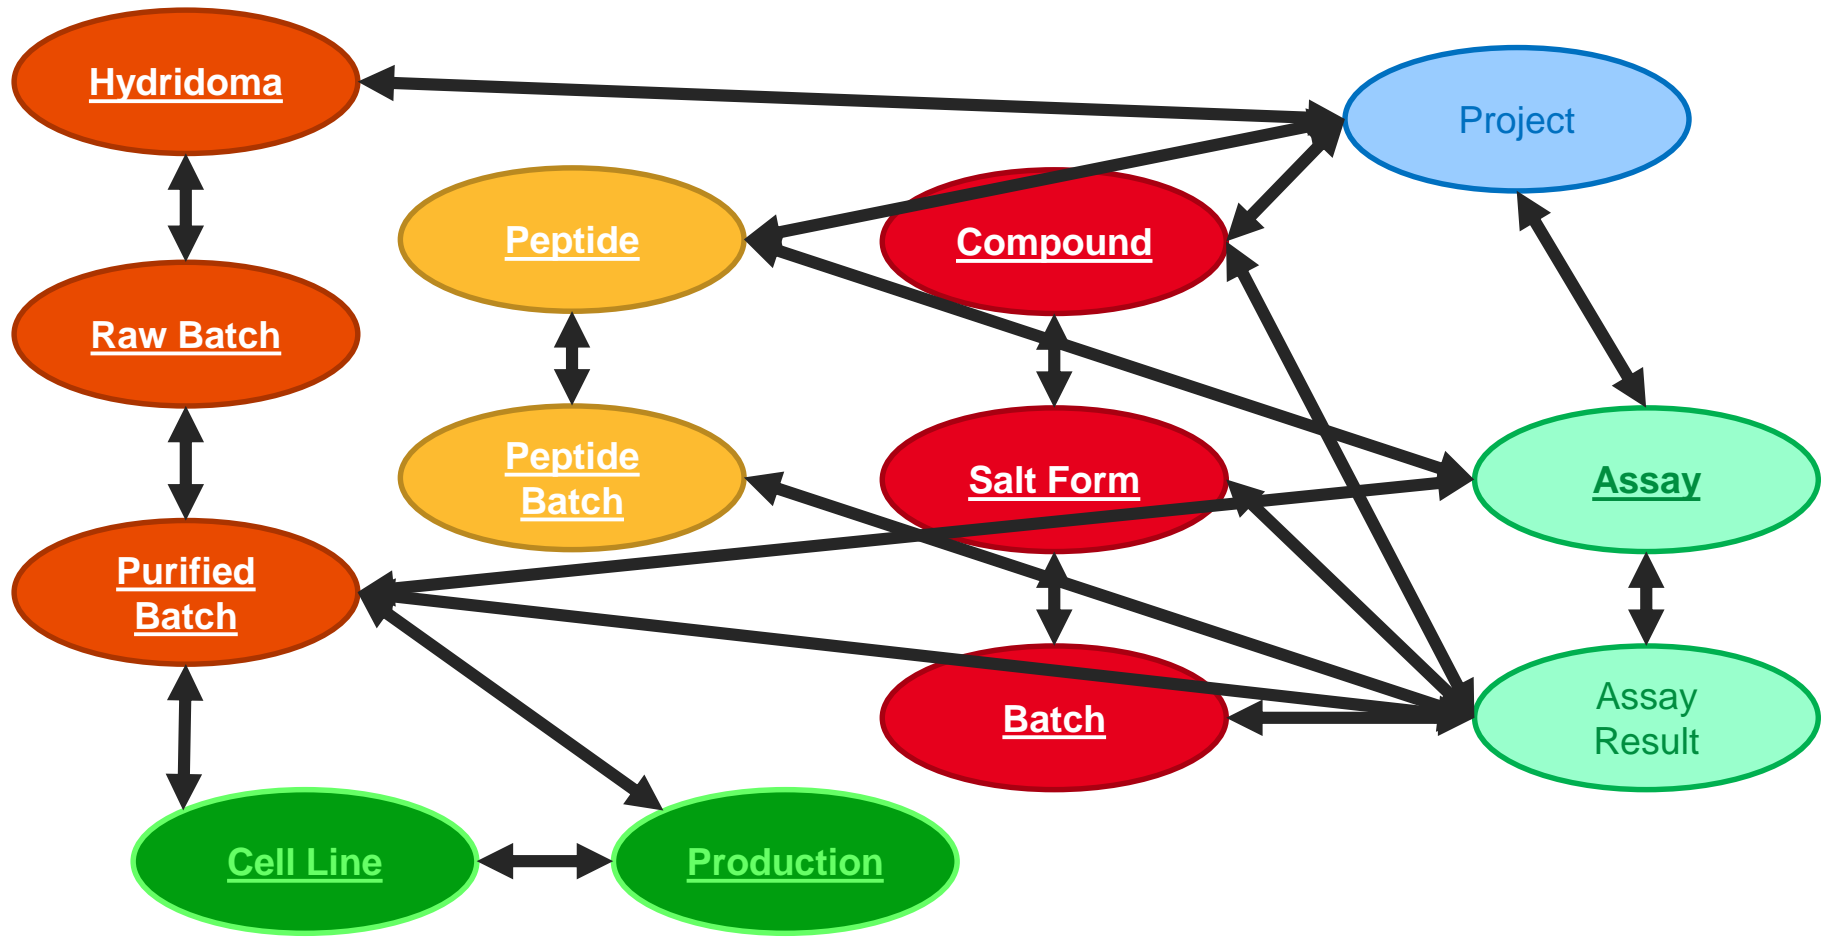 Hydridoma
Project
Peptide
Compound
Raw Batch
Peptide
Batch
Salt Form
Assay
Purified
Batch
Batch
Assay
Result
Cell Line
Production